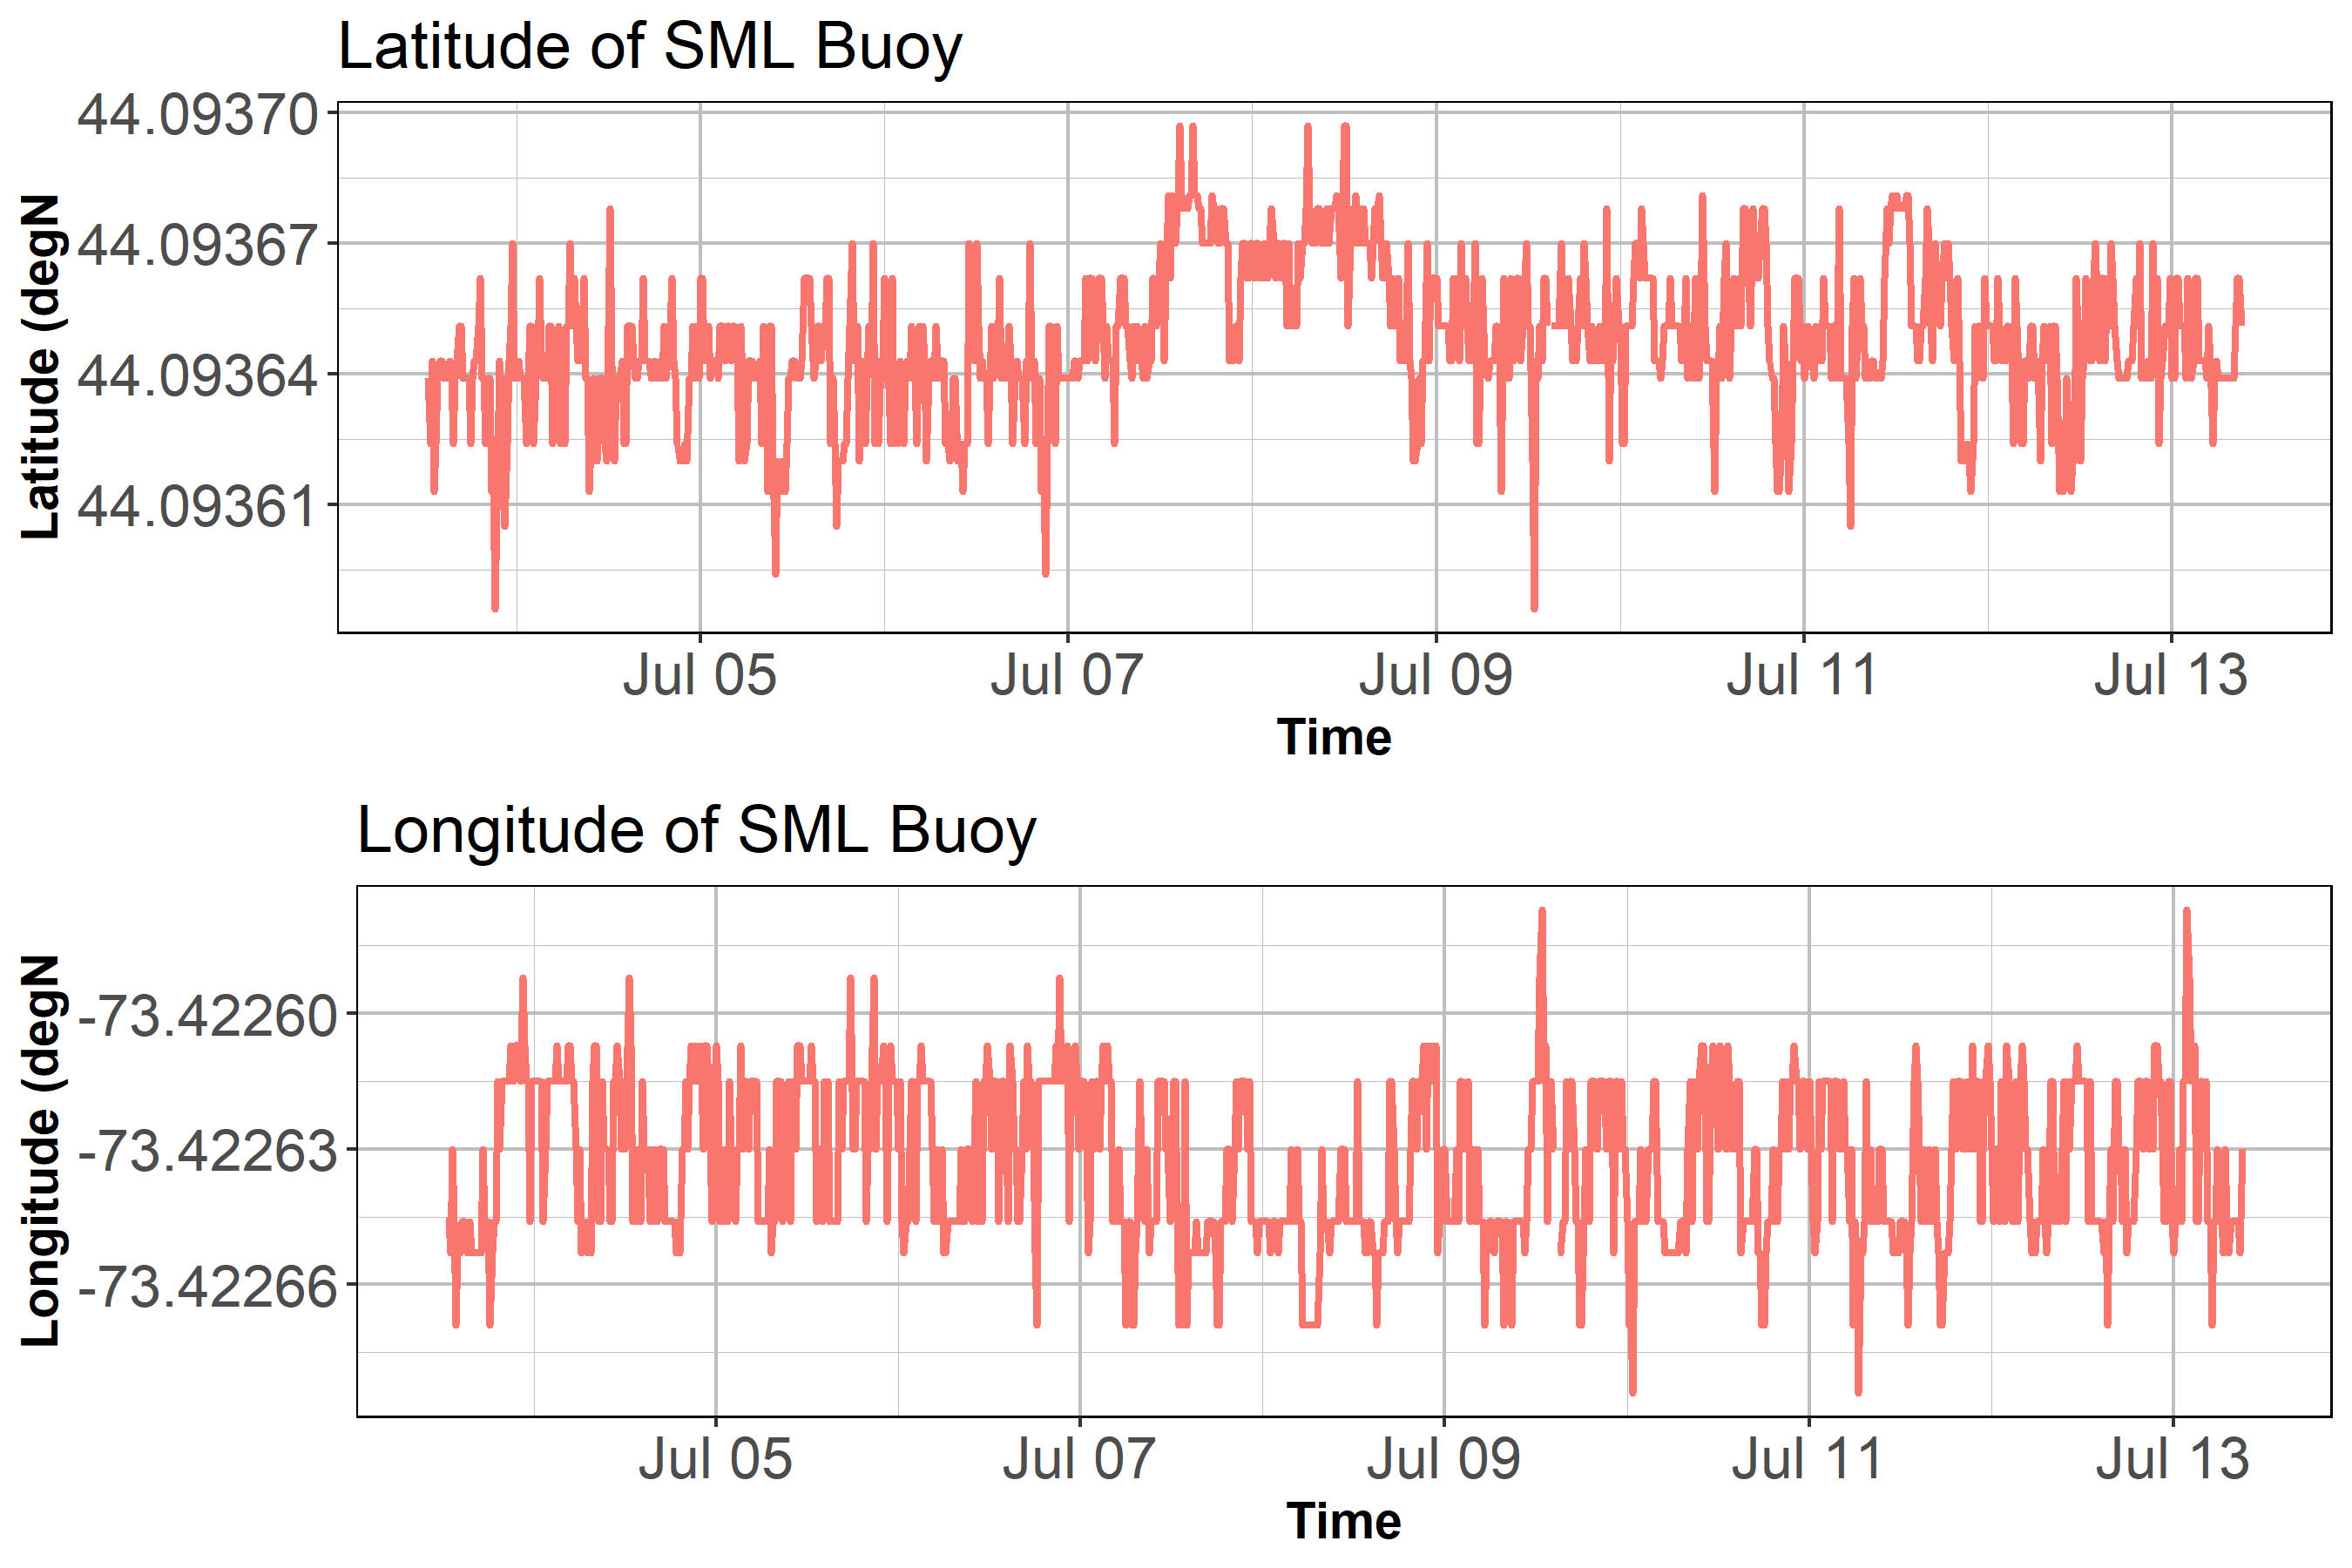 Latitude of SML Buoy
44.09370
44.09367
44.09364
44.09361
Latitude (degN
Jul 05 Jul 07 Jul 09 Jul 11 Jul 13
Time
Longitude of SML Buoy
-73.42260
-73.42263
-73.42266
Longitude (degN
Jul 05 Jul 07 Jul 09 Jul 11 Jul 13
Time